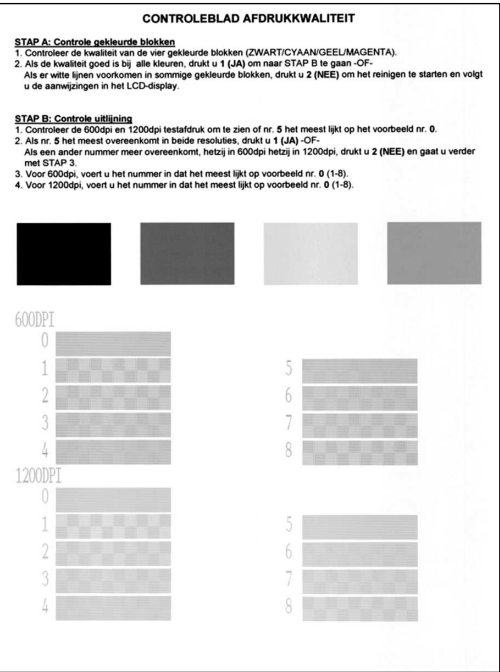 CONTROLEBLAD AFDRUKKWALITEIT
STAP A: Controle gekleurde blokken
1. Controleer de kwaliteit van de vier gekleurde blokken (ZWART/CYAAN/GEEL/MAGENTA).
2. Als de kwaliteit goed is bij alle kleuren, drukt u 1 (JA) om naar STAP B te gaan -OF-
Als er witte lijnen voorkomen in sommige gekleurde blokken, drukt u 2 (NEE) om het reinigen te starten en volgt
u de aanwijzingen in het LCD-display.
STAP B: Controle uitlijning
1. Controleer de 600dpi en 1200dpi testafdruk om te zien of nr. 5 het meest lijkt op het voorbeeld nr. 0.
2. Als nr. 5 het meest overeenkomt in beide resoluties, drukt u 1 (JA) -OF-
Als een ander nummer meer overeenkomt, hetzij in 600dpi hetzij in 1200dpi, drukt u 2 (NEE) en gaat u verder
met STAP 3.
3. Voor 600dpi, voert u het nummer in dat het meest lijkt op voorbeeld nr. 0 (1-8).
4. Voor 1200dpi, voert u het nummer in dat het meest lijkt op voorbeeld nr. 0 (1-8).
600DPI
0
1
2
3
4
5
6
7
8
1200DPI
0
1
2
3
4
5
6
7
8